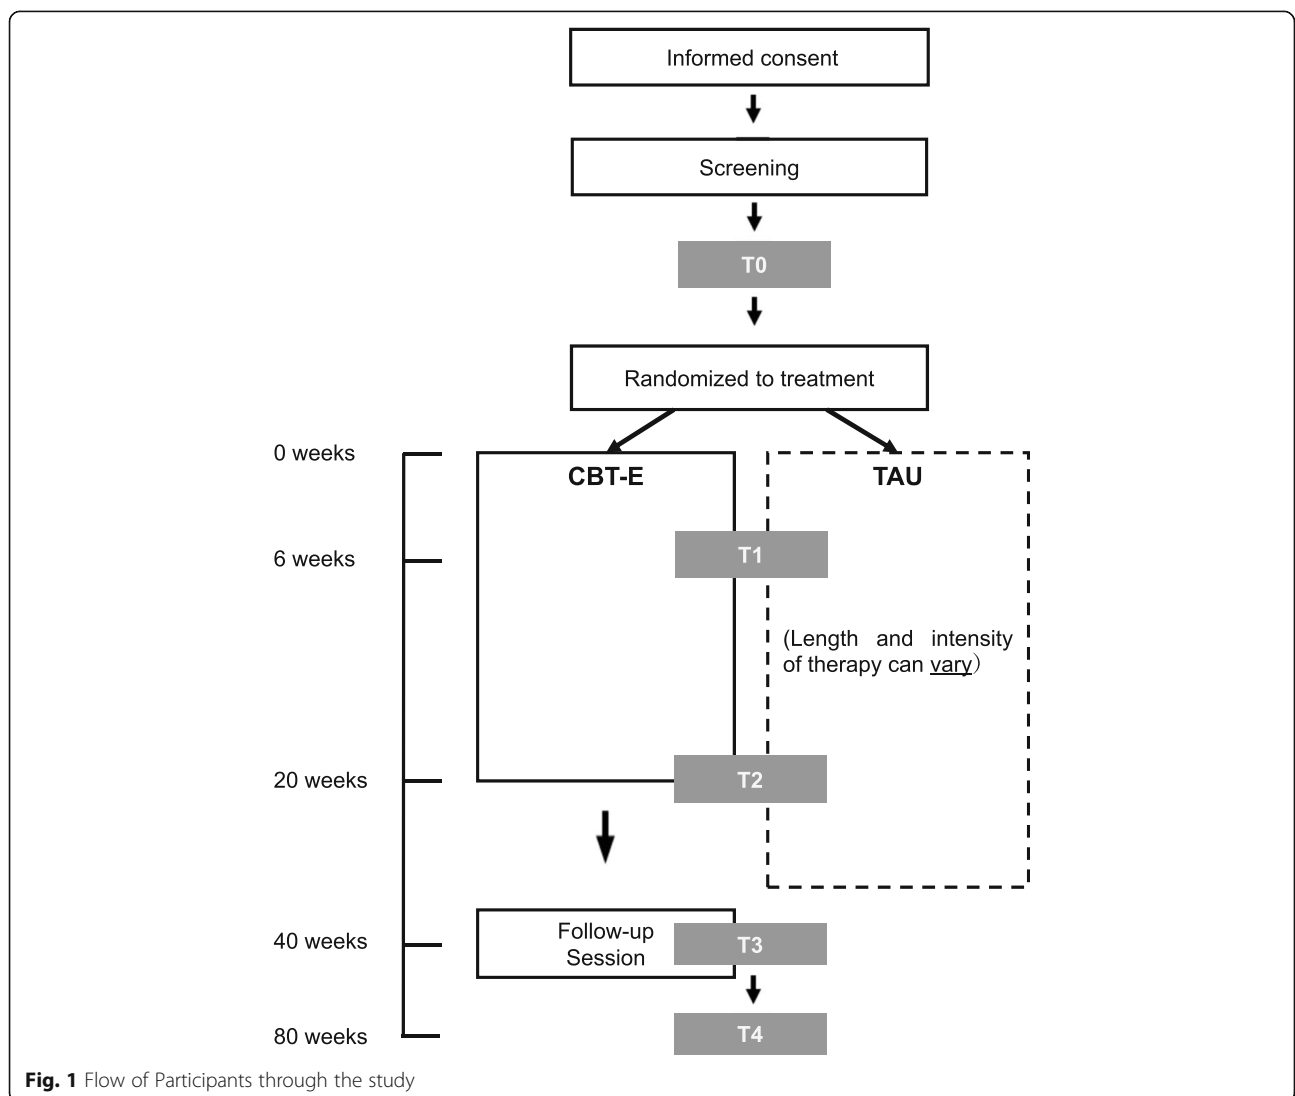 Informed consent
Screening
T0
Randomized to treatment
0 weeks
CBT-E
TAU
6 weeks
T1
(Length and intensity
of therapy can vary）
20 weeks
T2
40 weeks
Follow-up
Session
T3
80 weeks
T4
Fig. 1 Flow of Participants through the study